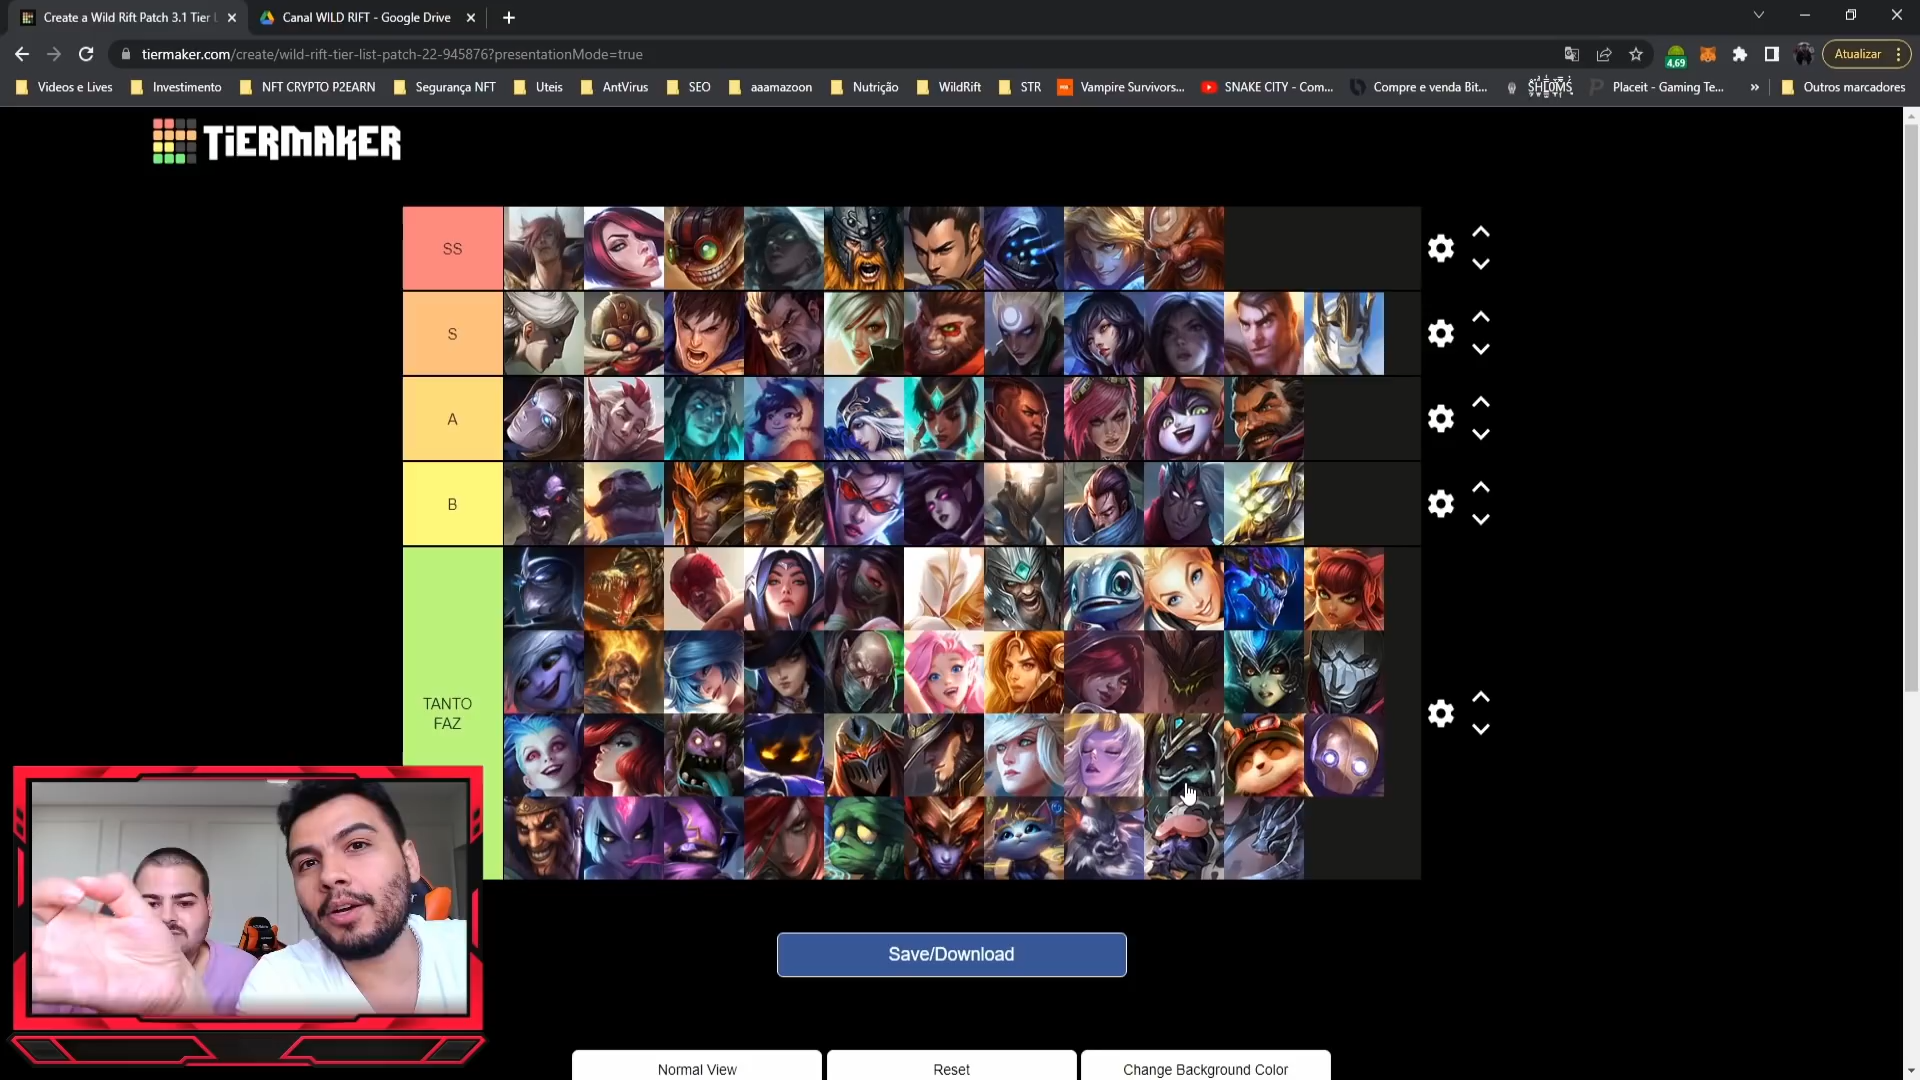 Create a Wild Rift Patch 3.1 Tier L
Canal WILD RIFT - Google Drive
tiermaker.com/create/wild-rift-tier-list-patch-22-945876?presentationMode=true
4,69
Atualizar
Videos e Lives
Investimento
NFT CRYPTO P2EARN
Segurança NFT
Uteis
AntVirus
SEO
aaamazoon
Nutrição
WildRift
STR
Vampire Survivors...
SNAKE CITY - Com...
Compre e venda Bit...
Placeit - Gaming Te...
»
Outros marcadores
TiERMAKER
SS
S
A
B
TANTO
FAZ
Save/Download
Normal View
Reset
Change Background Color